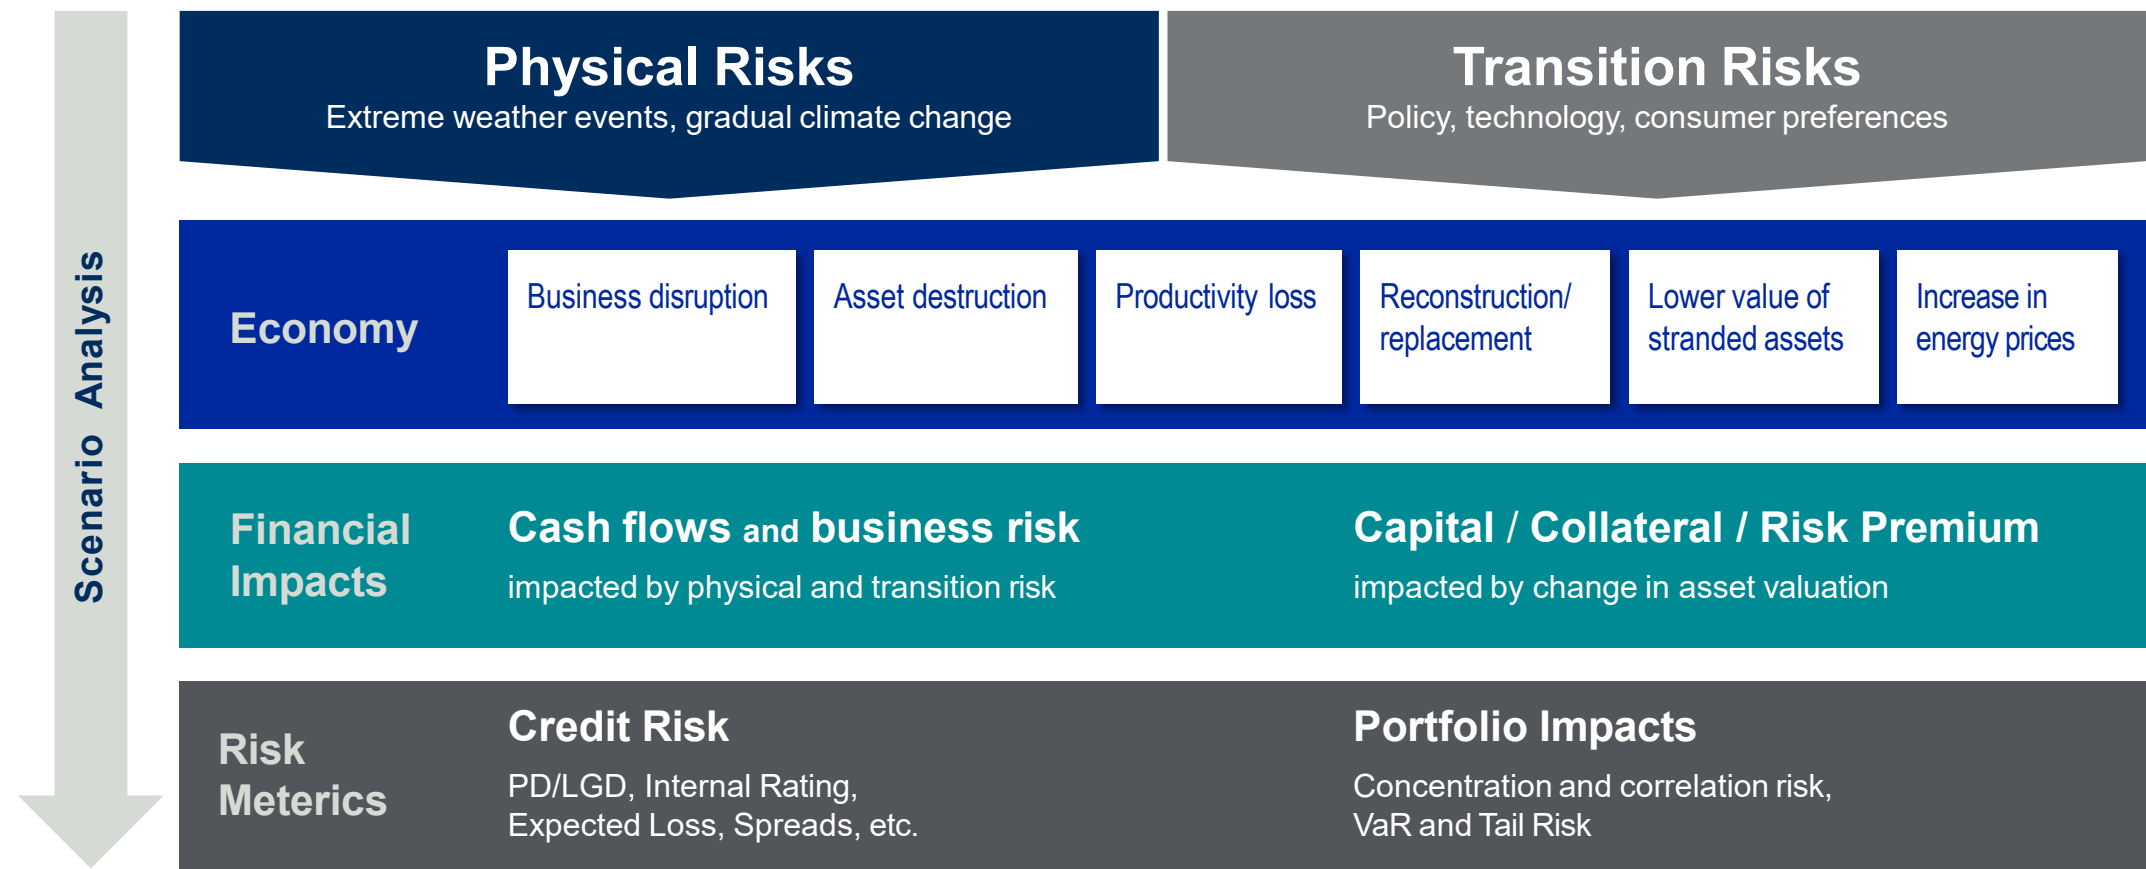 Physical Risks
Extreme weather events, gradual climate change
Transition Risks
Policy, technology, consumer preferences
Scenario Analysis
Economy
Business disruption
Asset destruction
Productivity loss
Reconstruction/
replacement
Lower value of
stranded assets
Increase in
energy prices
Financial
Impacts
Cash flows and business risk
impacted by physical and transition risk
Capital / Collateral / Risk Premium
impacted by change in asset valuation
Risk
Meterics
Credit Risk
PD/LGD, Internal Rating,
Expected Loss, Spreads, etc.
Portfolio Impacts
Concentration and correlation risk,
VaR and Tail Risk